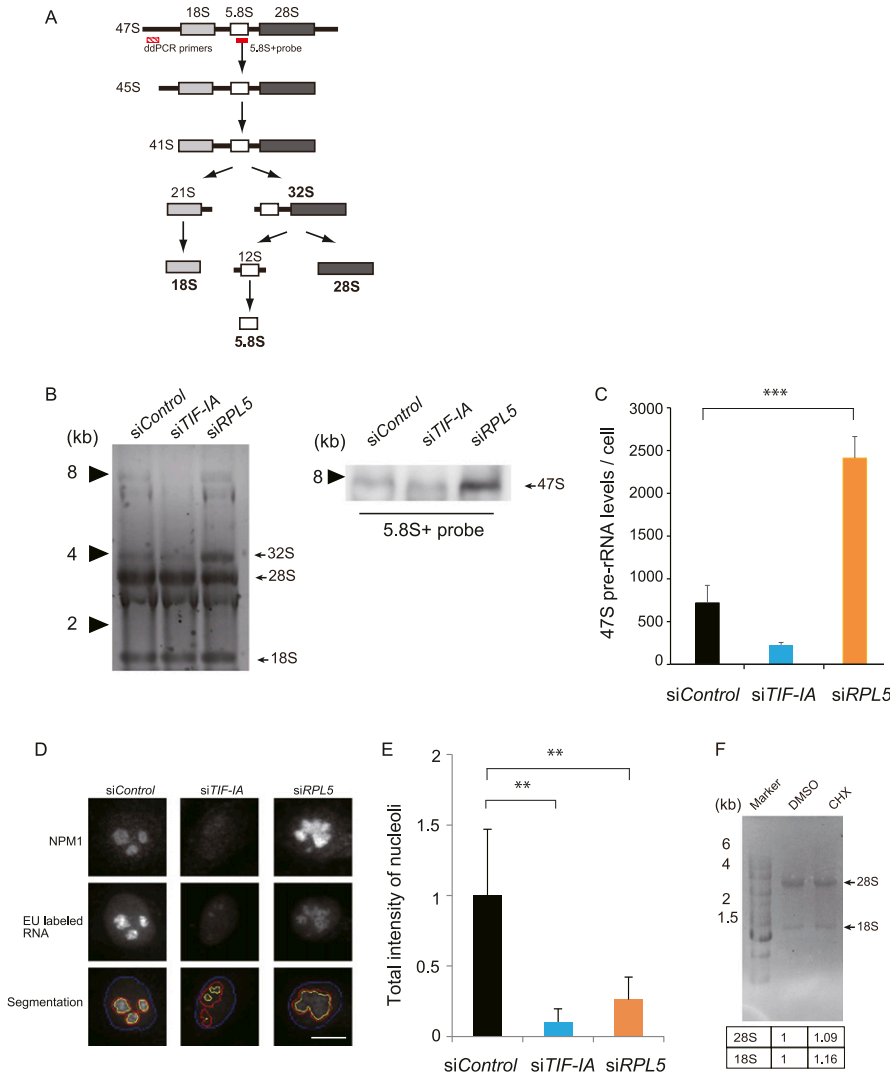 A
18S 5.8S 28S
47S
ddPCR primers 5.8S+probe
45S
41S
21S 32S
12S
18S 28S
5.8S
B
(kb) siControl siTIF-IA siRPL5
8
4
2
32S
28S
18S
siControl siTIF-IA siRPL5
(kb)
8
47S
5.8S+ probe
C
***
47S pre-rRNA levels / cell
3000
2500
2000
1500
1000
500
0
siControl siTIF-IA siRPL5
D
siControl siTIF-IA siRPL5
NPM1
EU labeled
RNA
Segmentation
E
**
**
Total intensity of nucleoli
2
1.5
1
0.5
0
siControl siTIF-IA siRPL5
F
(kb) Marker DMSO CHX
6
4
2
1.5
28S
18S
28S 1 1.09
18S 1 1.16